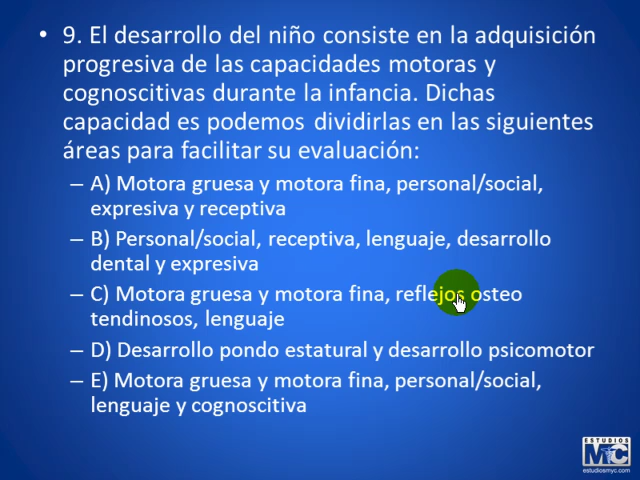 • 9. El desarrollo del niño consiste en la adquisición
progresiva de las capacidades motoras y
cognoscitivas durante la infancia. Dichas
capacidad es podemos dividirlas en las siguientes
áreas para facilitar su evaluación:
– A) Motora gruesa y motora fina, personal/social,
expresiva y receptiva
– B) Personal/social, receptiva, lenguaje, desarrollo
dental y expresiva
– C) Motora gruesa y motora fina, reflejos osteo
tendinosos, lenguaje
– D) Desarrollo pondo estatural y desarrollo psicomotor
– E) Motora gruesa y motora fina, personal/social,
lenguaje y cognoscitiva
ESTUDIOS
MYC
estudiosmyc.com